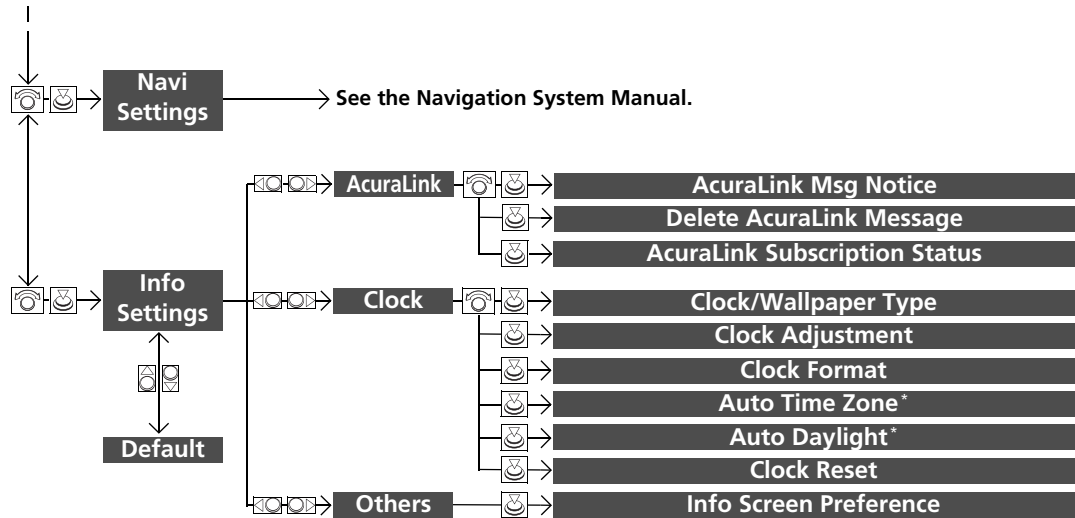 Navi
Settings
See the Navigation System Manual.
AcuraLink
AcuraLink Msg Notice
Delete AcuraLink Message
AcuraLink Subscription Status
Info
Settings
Clock
Clock/Wallpaper Type
Clock Adjustment
Clock Format
Auto Time Zone*
Auto Daylight*
Clock Reset
Default
Others
Info Screen Preference